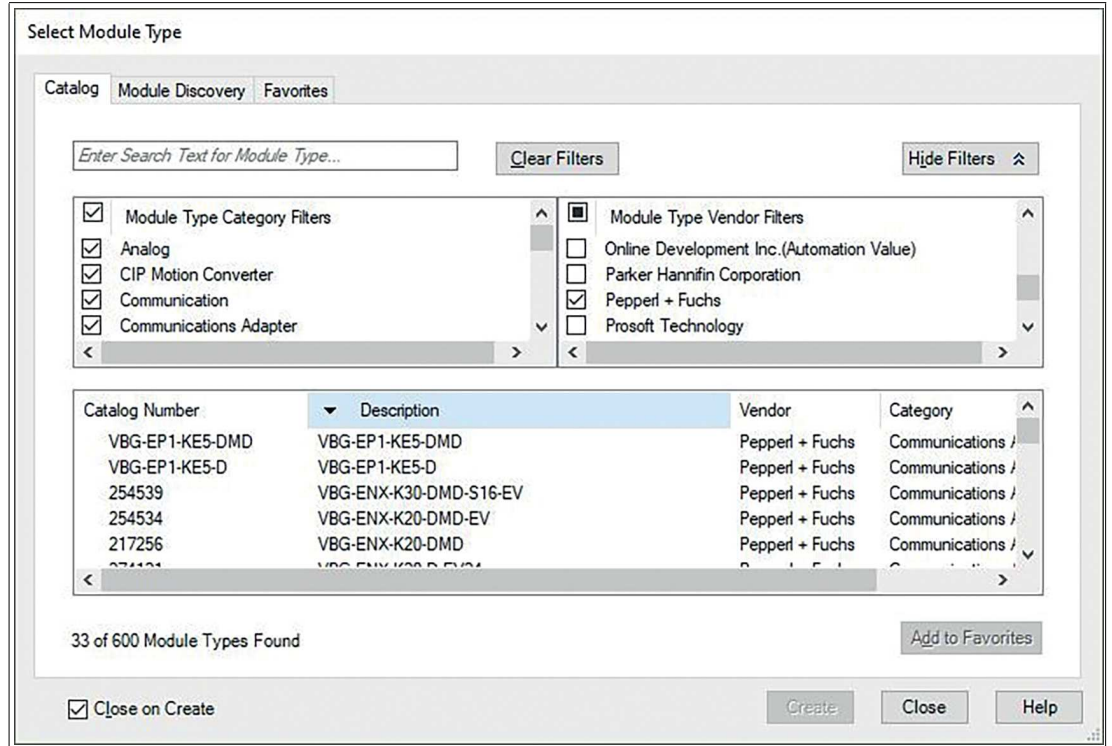 Select Module Type
Catalog Module Discovery Favorites
Enter Search Text for Module Type...
Clear Filters
Hide Filters
Module Type Category Filters
Analog
CIP Motion Converter
Communication
Communications Adapter
Module Type Vendor Filters
Online Development Inc.(Automation Value)
Parker Hannifin Corporation
Pepperl + Fuchs
Prosoft Technology
Catalog Number Description Vendor Category
VBG-EP1-KE5-DMD VBG-EP1-KE5-DMD Pepperl + Fuchs Communications
VBG-EP1-KE5-D VBG-EP1-KE5-D Pepperl + Fuchs Communications
254539 VBG-ENX-K30-DMD-S16-EV Pepperl + Fuchs Communications
254534 VBG-ENX-K20-DMD-EV Pepperl + Fuchs Communications
217256 VBG-ENX-K20-DMD Pepperl + Fuchs Communications
33 of 600 Module Types Found
Add to Favorites
Close on Create
Create Close Help